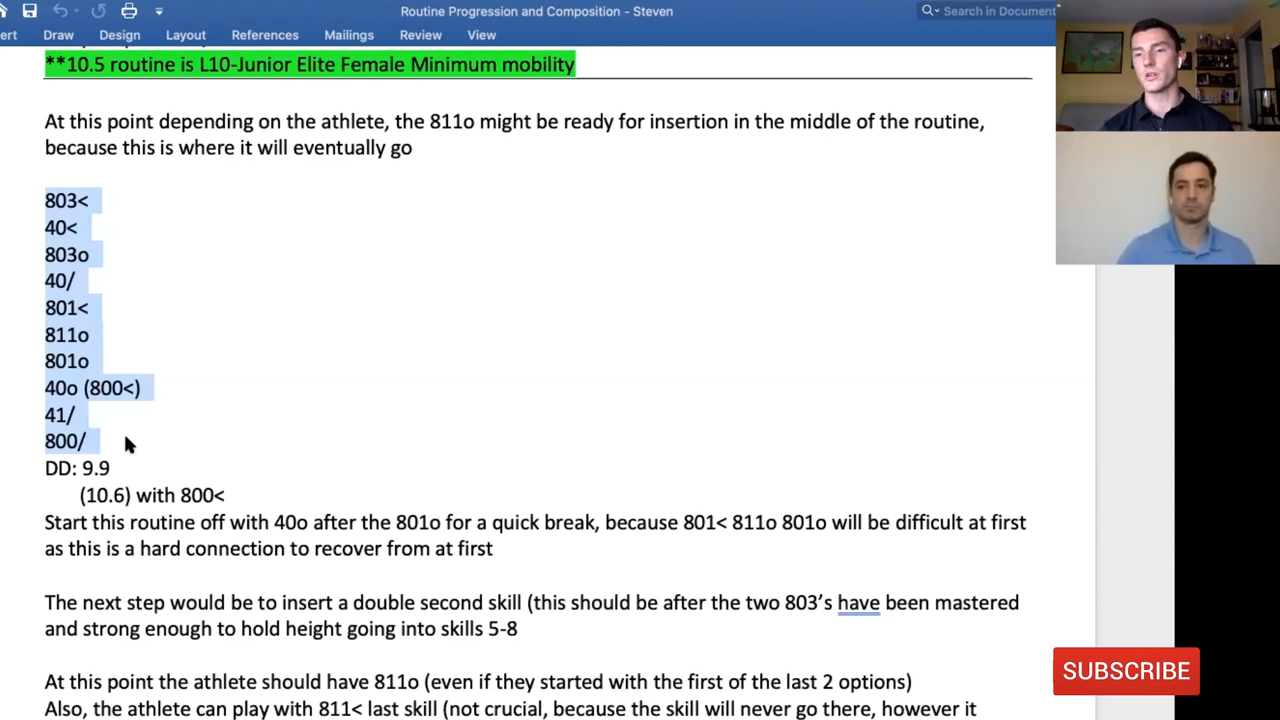 Routine Progression and Composition - Steven
Search in Document
ert Draw Design Layout References Mailings Review View
**10.5 routine is L10-Junior Elite Female Minimum mobility
At this point depending on the athlete, the 811o might be ready for insertion in the middle of the routine,
because this is where it will eventually go
803<
40<
803o
40/
801<
811o
801o
40o (800<)
41/
800/
DD: 9.9
(10.6) with 800<
Start this routine off with 40o after the 801o for a quick break, because 801< 811o 801o will be difficult at first
as this is a hard connection to recover from at first
The next step would be to insert a double second skill (this should be after the two 803’s have been mastered
and strong enough to hold height going into skills 5-8
At this point the athlete should have 811o (even if they started with the first of the last 2 options)
Also, the athlete can play with 811< last skill (not crucial, because the skill will never go there, however it
SUBSCRIBE